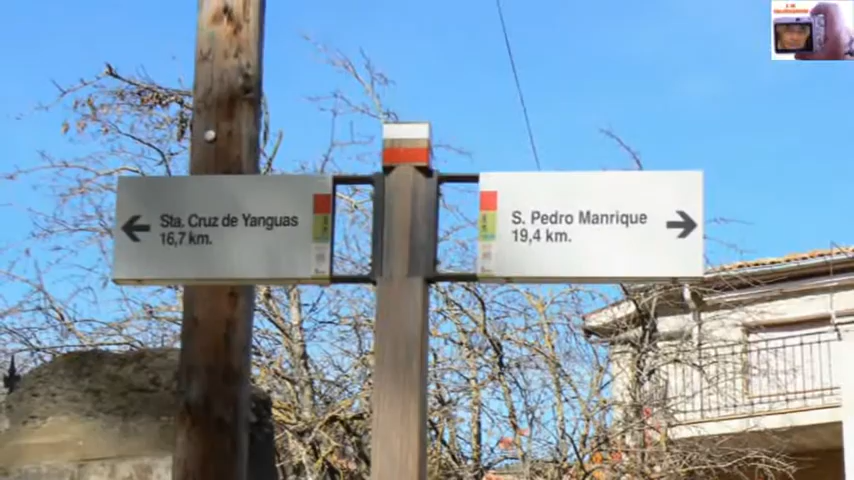 Sta. Cruz de Yanguas
16,7 km.
S. Pedro Manrique
19,4 km.